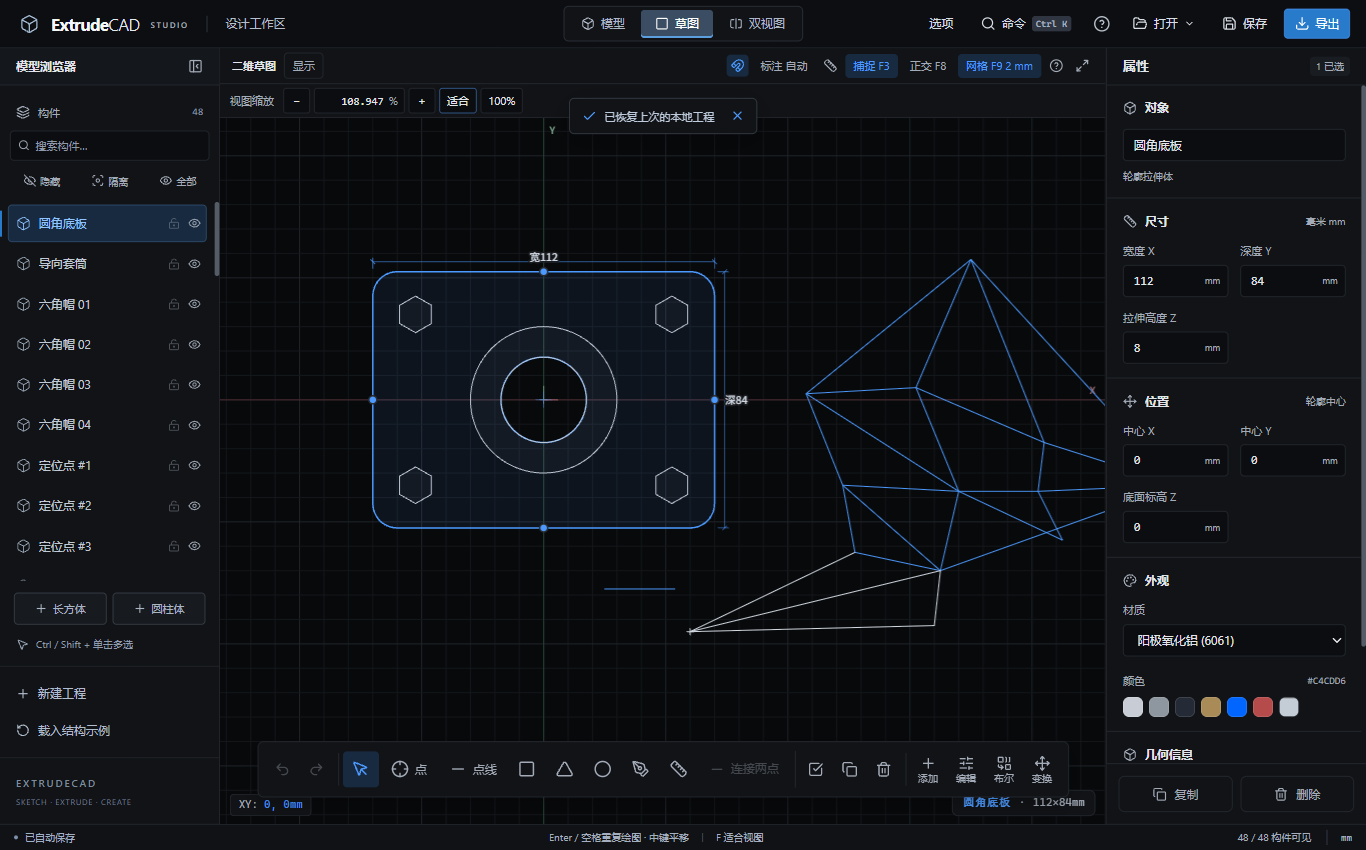 ExtrudeCAD STUDIO 设计工作区 模型 草图 双视图 选项 命令 Ctrl K 打开 保存 导出
模型浏览器
二维草图 显示 标注 自动 捕捉 F3 正交 F8 网格 F9 2 mm
属性 1 已选
视图缩放 − 108.947 % + 适合 100%
已恢复上次的本地工程
构件 48
搜索构件...
隐藏 隔离 全部
圆角底板
导向套筒
六角帽 01
六角帽 02
六角帽 03
六角帽 04
定位点 #1
定位点 #2
定位点 #3
+ 长方体 + 圆柱体
Ctrl / Shift + 单击多选
+ 新建工程
载入结构示例
EXTRUDECAD
SKETCH · EXTRUDE · CREATE
Y
宽112
深84
X
对象
圆角底板
轮廓拉伸体
尺寸 毫米 mm
宽度 X 深度 Y
112 mm 84 mm
拉伸高度 Z
8 mm
位置 轮廓中心
中心 X 中心 Y
0 mm 0 mm
底面标高 Z
0 mm
外观
材质
阳极氧化铝 (6061)
颜色 #C4CDD6
几何信息
复制 删除
点 点线 连接两点 添加 编辑 布尔 变换
XY: 0, 0mm
圆角底板 · 112×84mm
已自动保存 Enter / 空格重复绘图 · 中键平移 F 适合视图 48 / 48 构件可见 mm